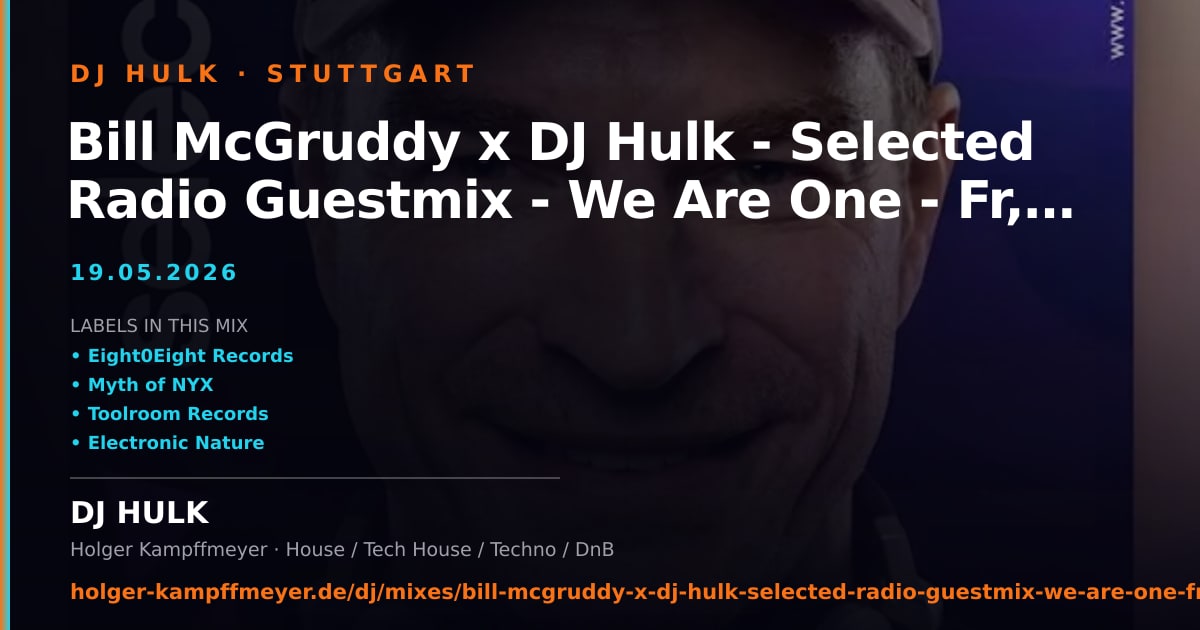 DJ HULK · STUTTGART
Bill McGruddy x DJ Hulk - Selected
Radio Guestmix - We Are One - Fr,...
19.05.2026
LABELS IN THIS MIX
• Eight0Eight Records
• Myth of NYX
• Toolroom Records
• Electronic Nature
DJ HULK
Holger Kampffmeyer · House / Tech House / Techno / DnB
holger-kampffmeyer.de/dj/mixes/bill-mcgruddy-x-dj-hulk-selected-radio-guestmix-we-are-one-fr
www.